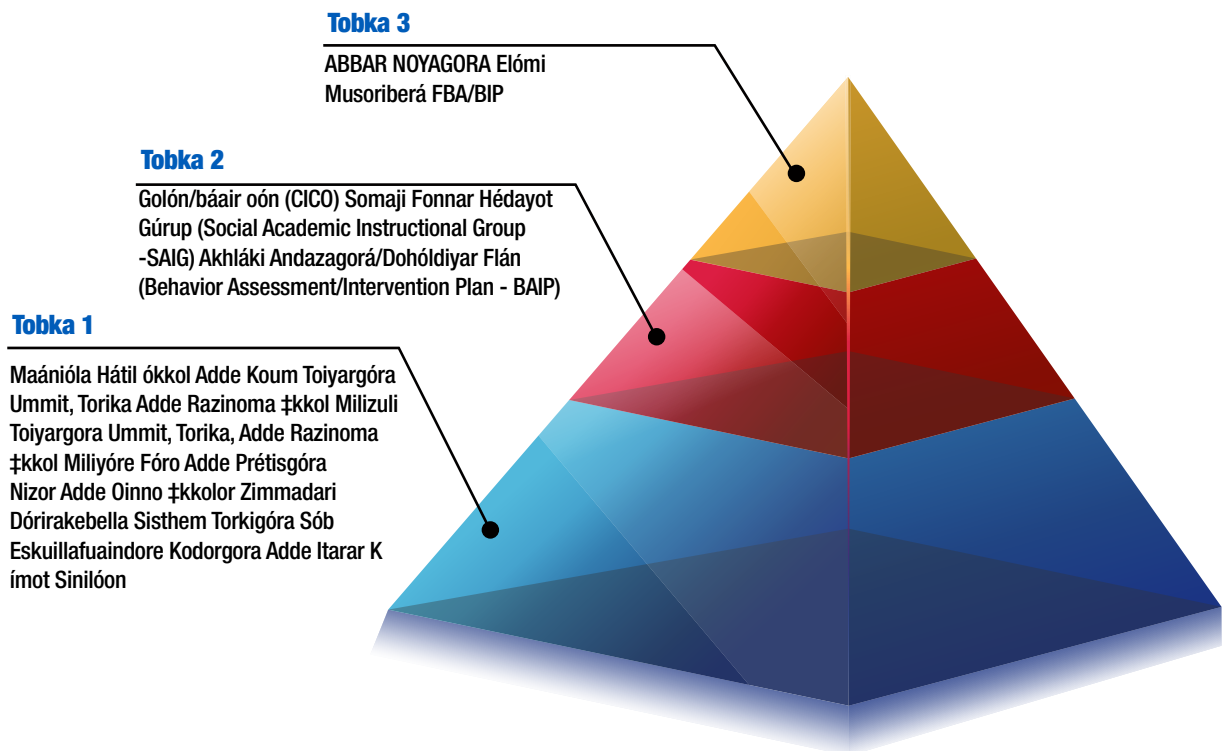 Tobka 3
ABBAR NOYAGORA Elómi
Musoriberá FBA/BIP
Tobka 2
Golón/báair oón (CICO) Somaji Fonnar Hédayot
Gúrup (Social Academic Instructional Group
-SAIG) Akhláki Andazagorá/Dohóldiyar Flán
(Behavior Assessment/Intervention Plan - BAIP)
Tobka 1
Maánióla Hátil ókkol Adde Koum Toiyargóra
Ummit, Torika Adde Razinoma ‡kkol Milizuli
Toiyargora Ummit, Torika, Adde Razinoma
‡kkol Miliyóre Fóro Adde Prétisgóra
Nizor Adde Oinno ‡kkolor Zimmadari
Dórirakebella Sisthem Torkigóra Sób
Eskuillafuaindore Kodorgora Adde Itarar K
ímot Sinilóon